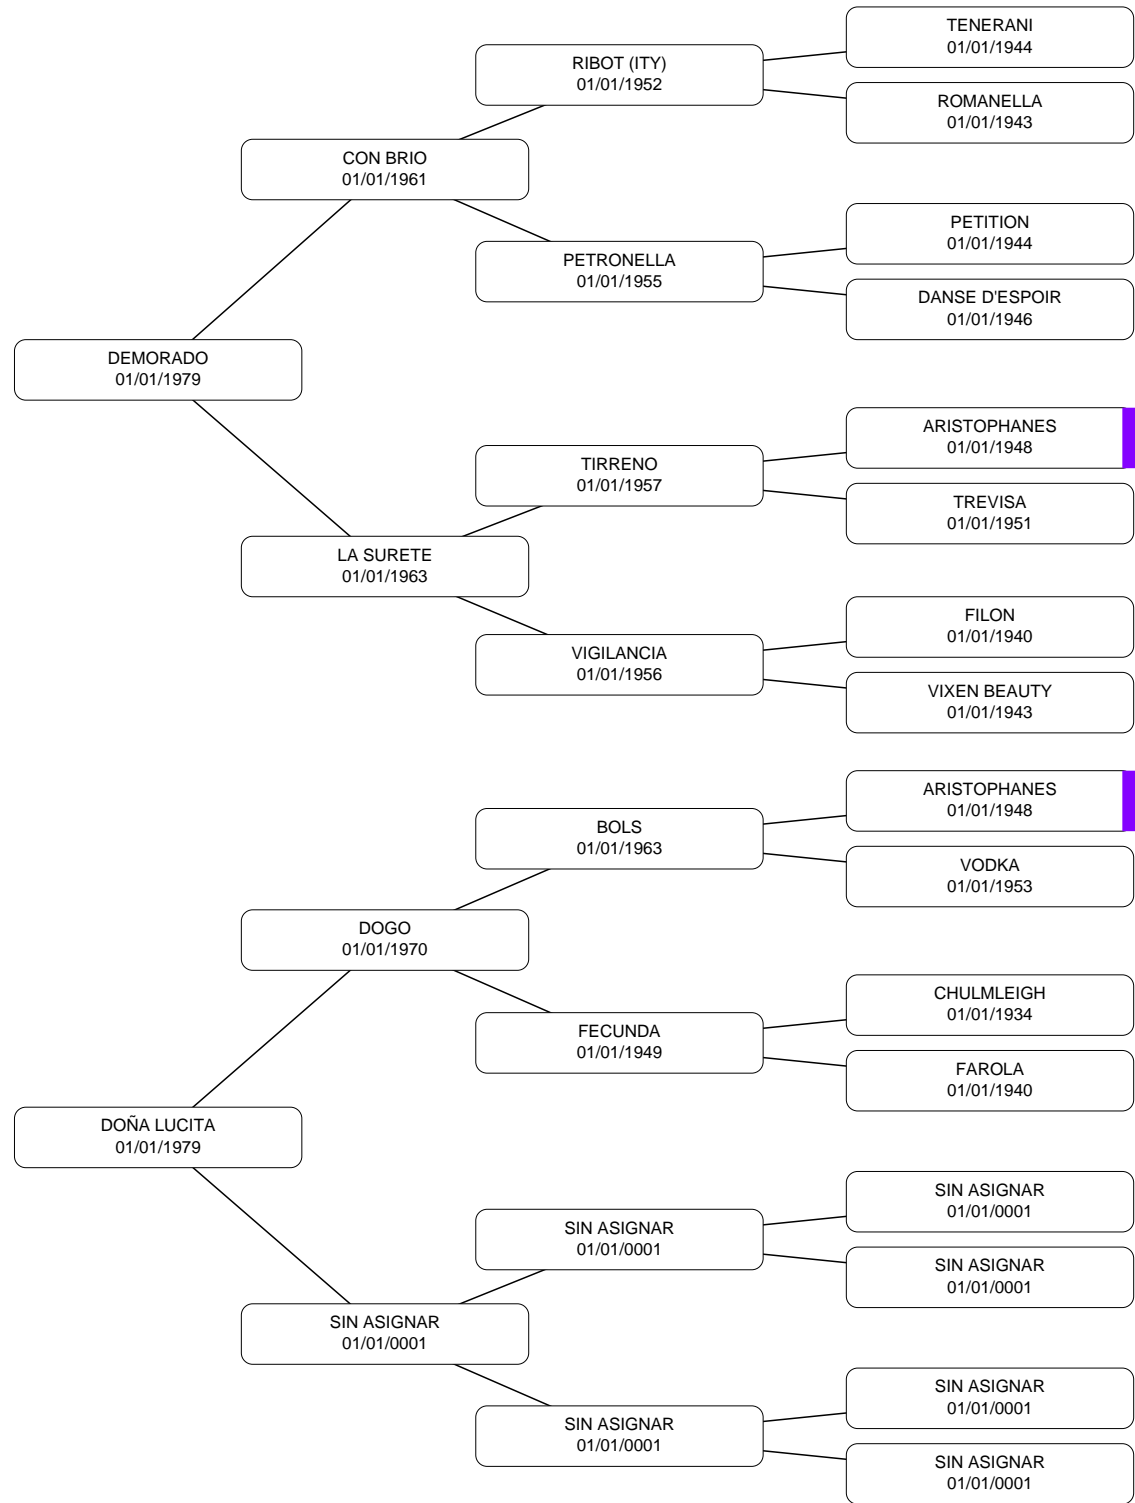 TENERANI
01/01/1944
RIBOT (ITY)
01/01/1952
ROMANELLA
01/01/1943
CON BRIO
01/01/1961
PETITION
01/01/1944
PETRONELLA
01/01/1955
DANSE D'ESPOIR
01/01/1946
DEMORADO
01/01/1979
ARISTOPHANES
01/01/1948
TIRRENO
01/01/1957
TREVISA
01/01/1951
LA SURETE
01/01/1963
FILON
01/01/1940
VIGILANCIA
01/01/1956
VIXEN BEAUTY
01/01/1943
ARISTOPHANES
01/01/1948
BOLS
01/01/1963
VODKA
01/01/1953
DOGO
01/01/1970
CHULMLEIGH
01/01/1934
FECUNDA
01/01/1949
FAROLA
01/01/1940
DOÑA LUCITA
01/01/1979
SIN ASIGNAR
01/01/0001
SIN ASIGNAR
01/01/0001
SIN ASIGNAR
01/01/0001
SIN ASIGNAR
01/01/0001
SIN ASIGNAR
01/01/0001
SIN ASIGNAR
01/01/0001
SIN ASIGNAR
01/01/0001